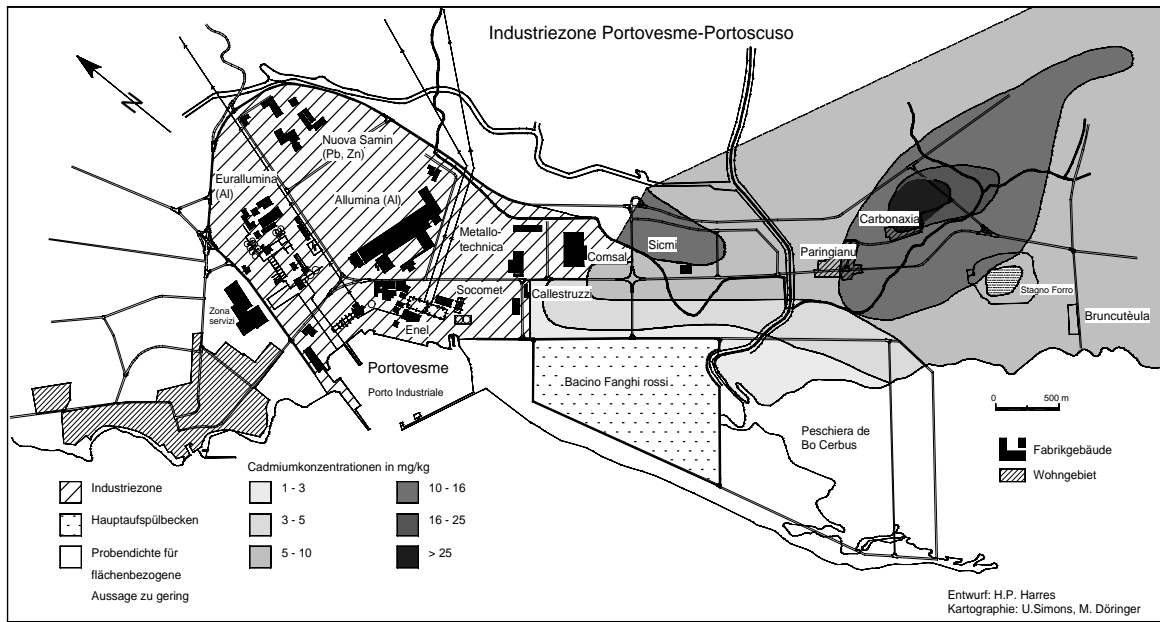 Industriezone Portovesme-Portoscuso
N
Nuova Samin
(Pb, Zn)
Eurallumina
(Al)
Allumina (Al)
Metallo-
technica
Comsal
Sicmi
Carbonaxia
Paringianu
Socomet
Callestruzzi
Stagno Forro
Bruncutèula
Zona
servizi
Enel
Portovesme
Porto Industriale
Bacino Fanghi rossi
Peschiera de
Bo Cerbus
0 500 m
Fabrikgebäude
Wohngebiet
Industriezone
Hauptaufspülbecken
Probendichte für
flächenbezogene
Aussage zu gering
Cadmiumkonzentrationen in mg/kg
1 - 3
3 - 5
5 - 10
10 - 16
16 - 25
> 25
Entwurf: H.P. Harres
Kartographie: U.Simons, M. Döringer